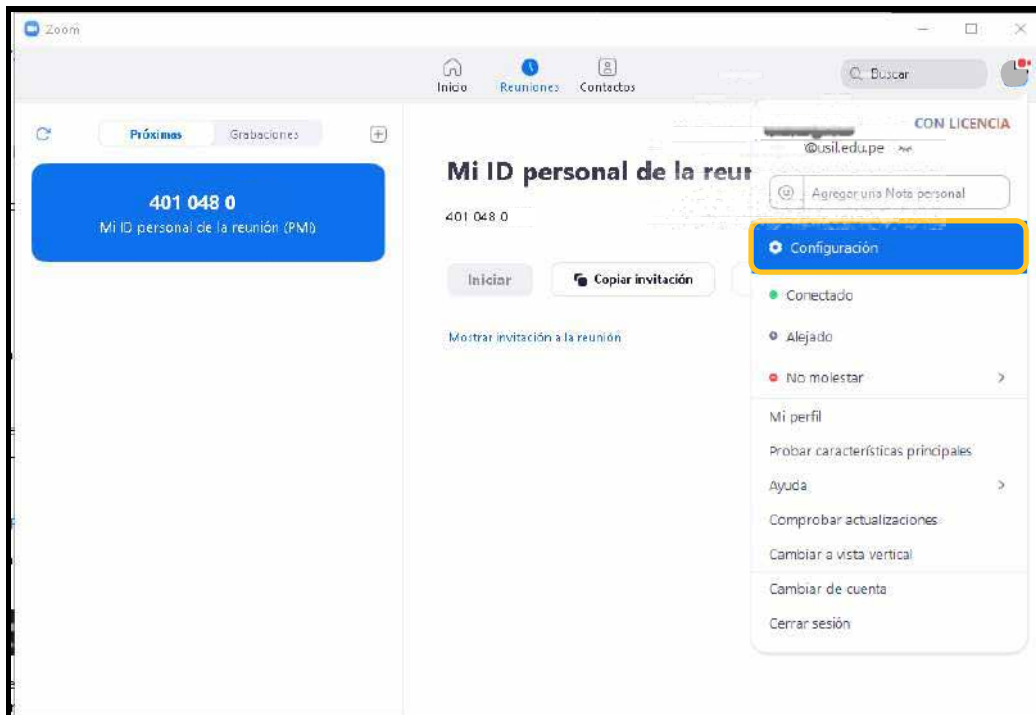 Zoom
Inicio
Reuniones
Contactos
Buscar
Próximas
Grabaciones
401 048 0
Mi ID personal de la reunión (PMI)
Mi ID personal de la reur
401 048 0
Iniciar
Copiar invitación
Mostrar invitación a la reunión
CON LICENCIA
@usil.edu.pe
Agregar una Nota personal
Configuración
Conectado
Alejado
No molestar
Mi perfil
Probar características principales
Ayuda
Comprobar actualizaciones
Cambiar a vista vertical
Cambiar de cuenta
Cerrar sesión